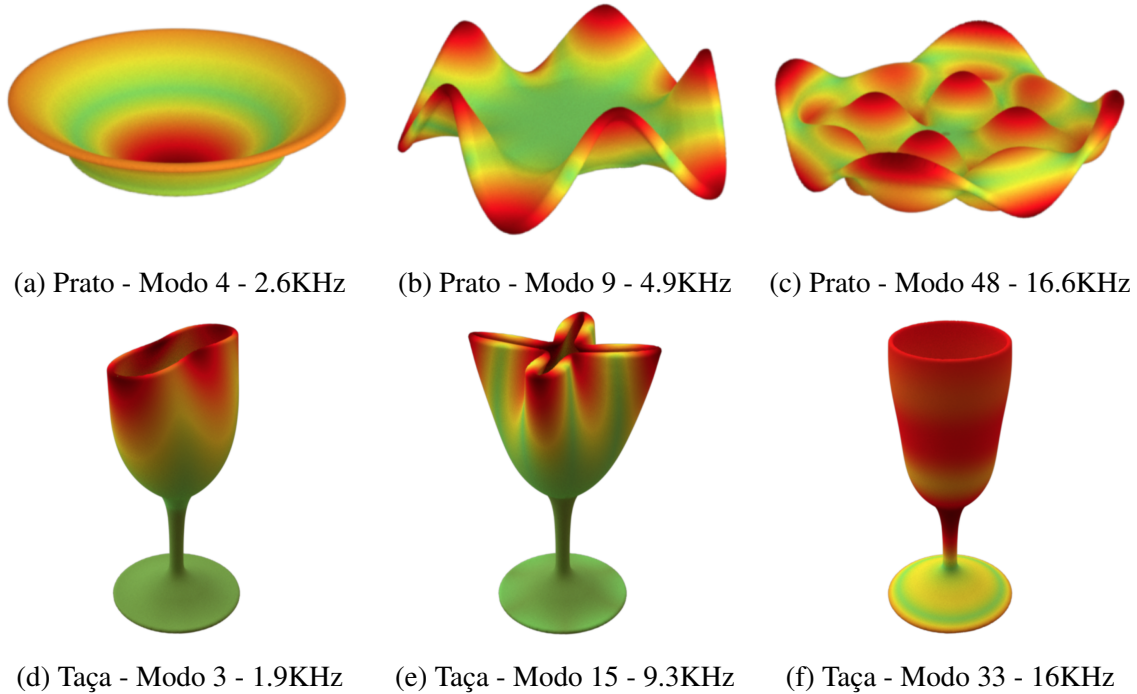 (a) Prato - Modo 4 - 2.6KHz
(b) Prato - Modo 9 - 4.9KHz
(c) Prato - Modo 48 - 16.6KHz
(d) Taça - Modo 3 - 1.9KHz
(e) Taça - Modo 15 - 9.3KHz
(f) Taça - Modo 33 - 16KHz